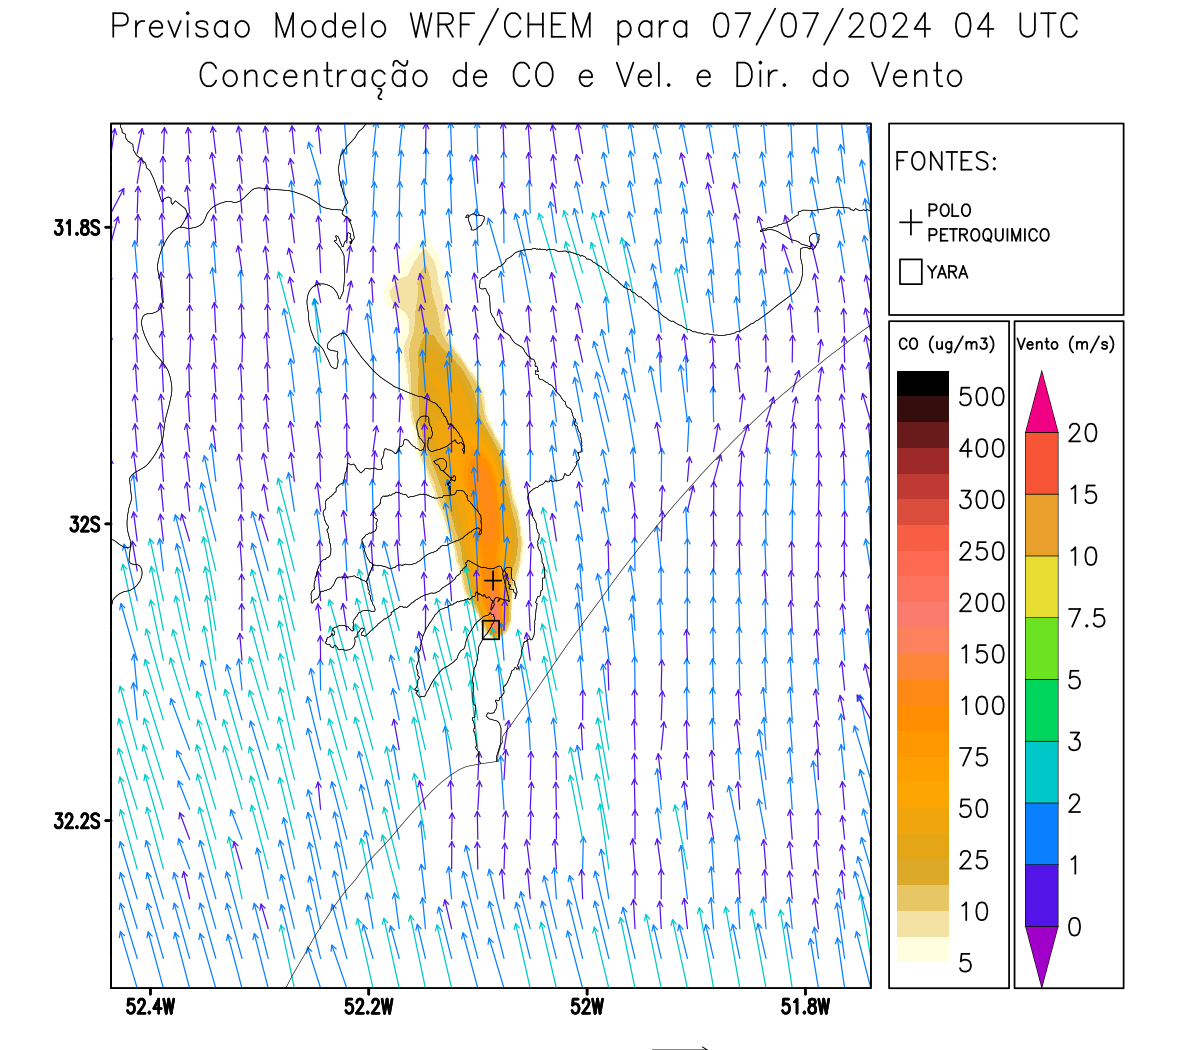 Previsao Modelo WRF/CHEM para 07/07/2024 04 UTC
Concentração de CO e Vel. e Dir. do Vento
FONTES:
POLO
PETROQUIMICO
YARA
CO (ug/m3)
500
400
300
250
200
150
100
75
50
25
10
5
Vento (m/s)
20
15
10
7.5
5
3
2
1
0
31.8S
32S
32.2S
52.4W
52.2W
52W
51.8W